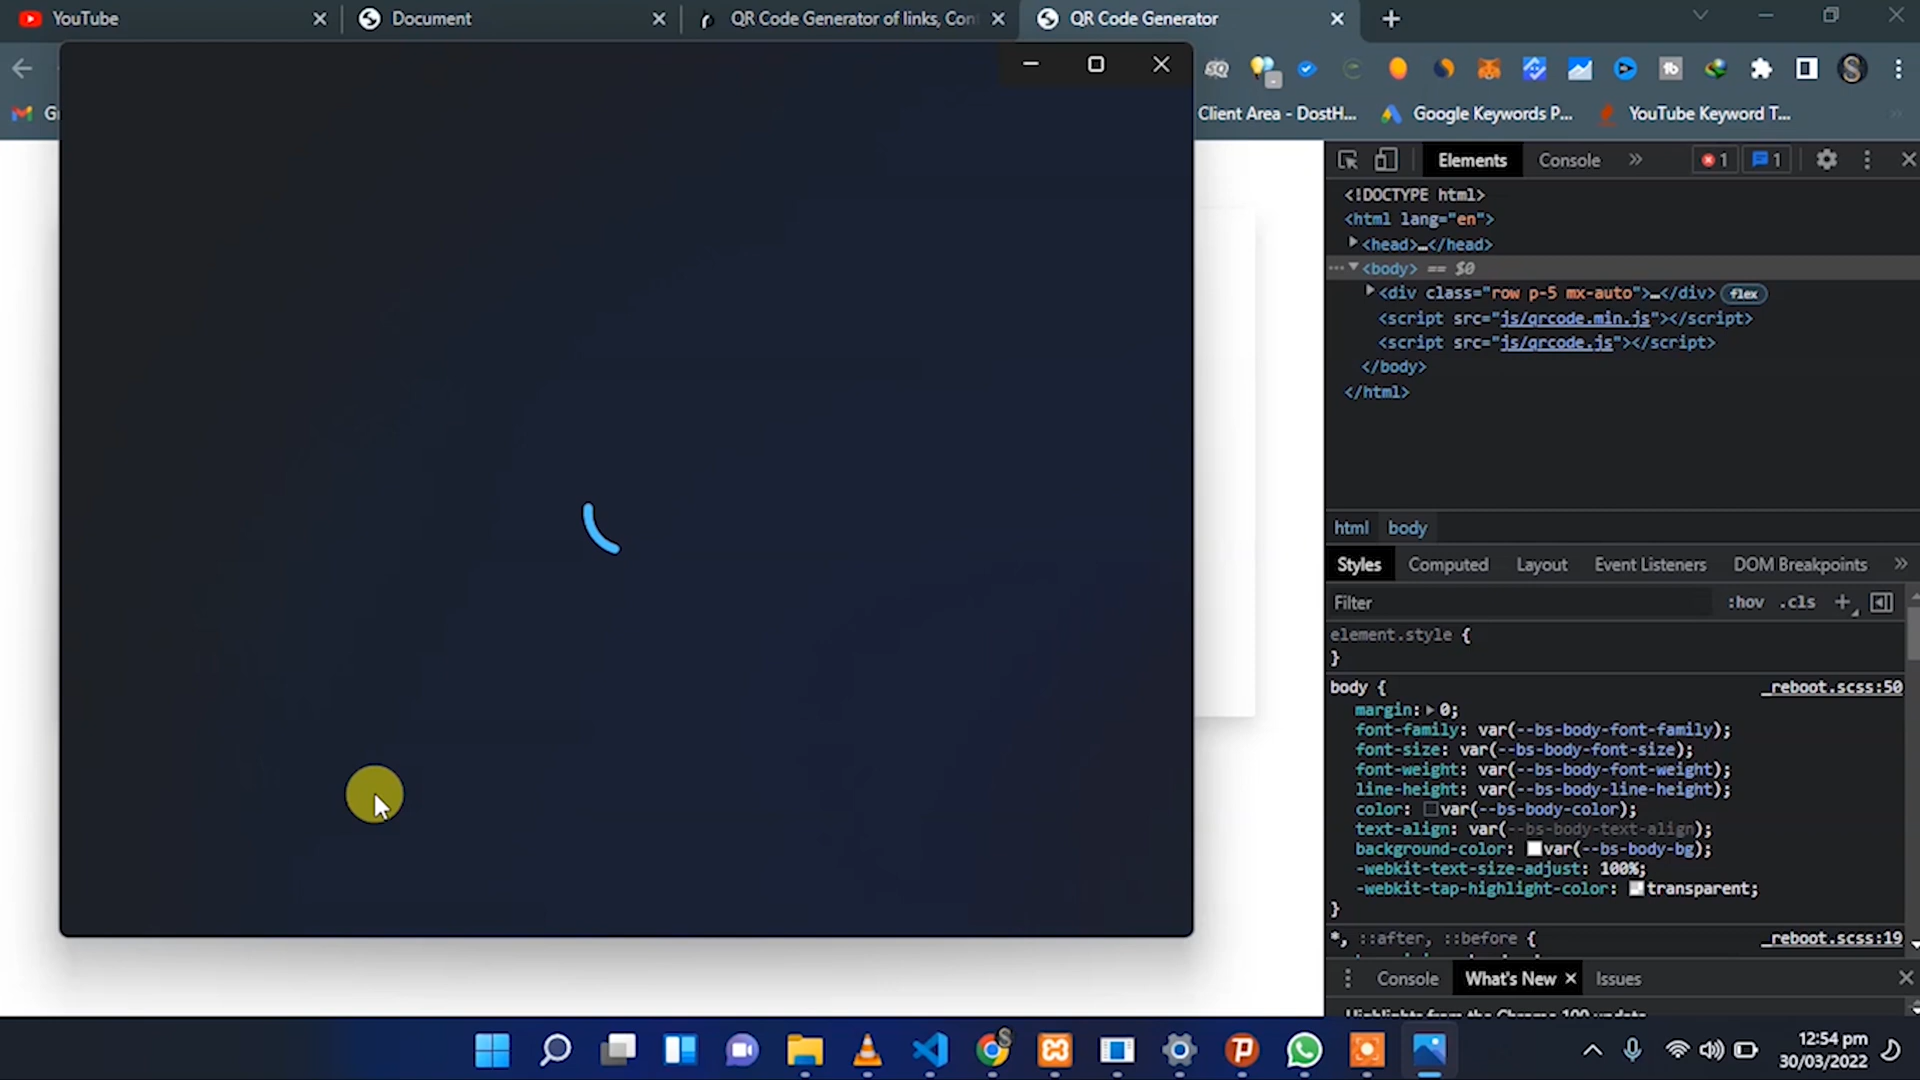 YouTube
Document
QR Code Generator of links, Con
QR Code Generator
Client Area - DostH...
Google Keywords P...
YouTube Keyword T...
Elements
Console
1
1
<!DOCTYPE html>
<html lang="en">
<head>…</head>
<body> == $0
<div class="row p-5 mx-auto">…</div>
flex
<script src="js/qrcode.min.js"></script>
<script src="js/qrcode.js"></script>
</body>
</html>
html
body
Styles
Computed
Layout
Event Listeners
DOM Breakpoints
Filter
:hov
.cls
element.style {
}
body {
_reboot.scss:50
margin: 0;
font-family: var(--bs-body-font-family);
font-size: var(--bs-body-font-size);
font-weight: var(--bs-body-font-weight);
line-height: var(--bs-body-line-height);
color: var(--bs-body-color);
text-align: var(--bs-body-text-align);
background-color: var(--bs-body-bg);
-webkit-text-size-adjust: 100%;
-webkit-tap-highlight-color: transparent;
}
*, ::after, ::before {
_reboot.scss:19
Console
What's New
Issues
Highlights from the Chrome 100 update
12:54 pm
30/03/2022